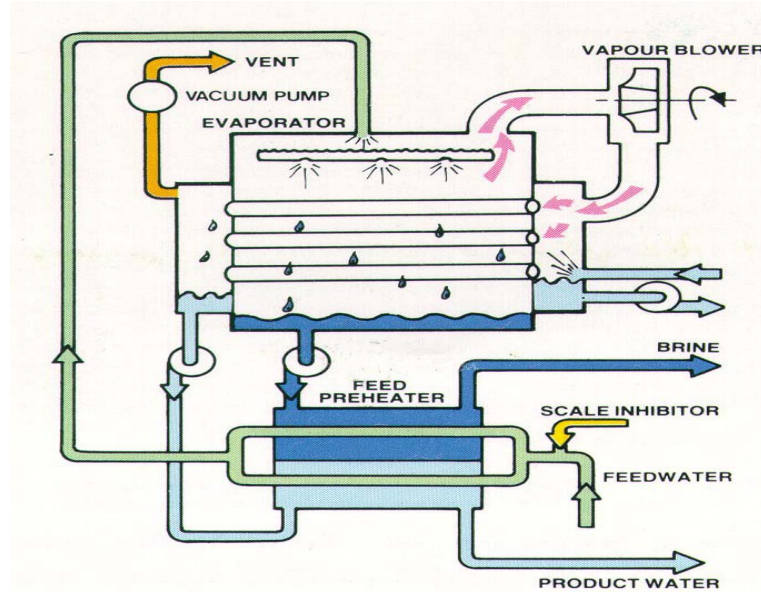 VENT
VAPOUR BLOWER
VACUUM PUMP
EVAPORATOR
BRINE
FEED
PREHEATER
SCALE INHIBITOR
FEEDWATER
PRODUCT WATER